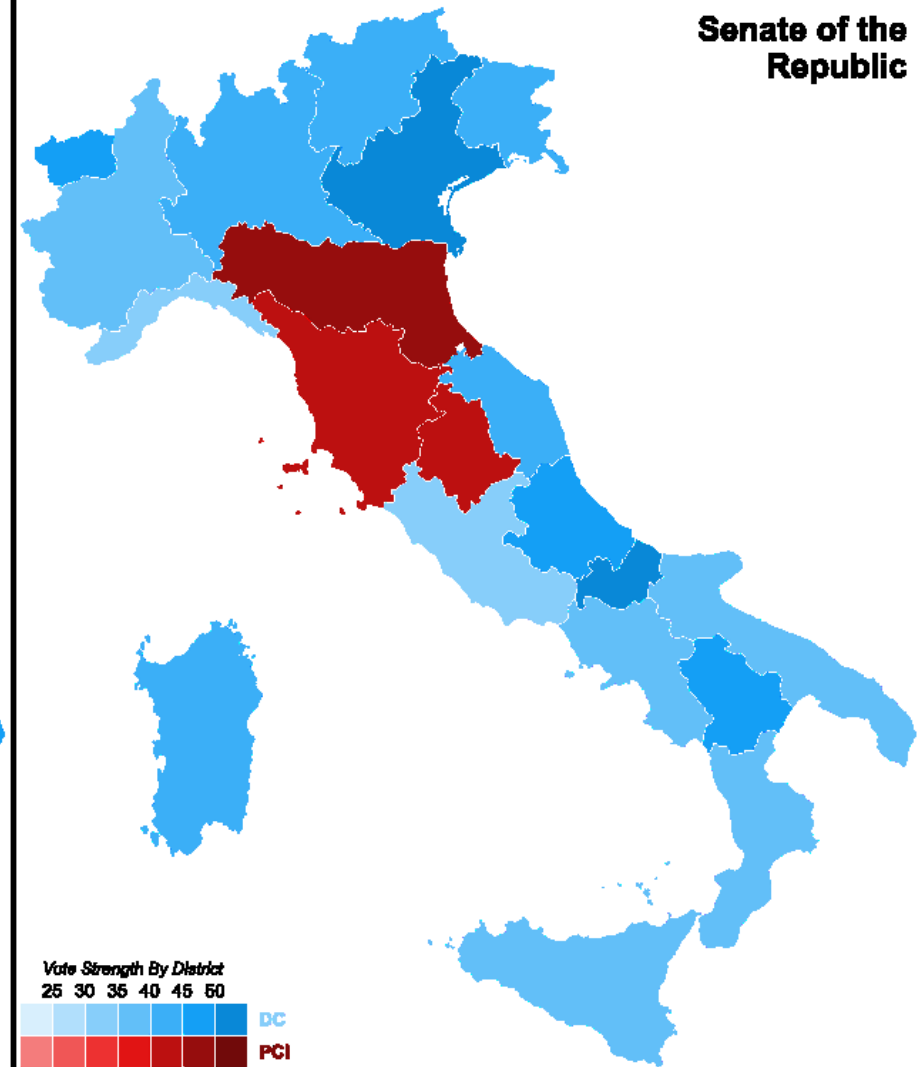 Senate of the
Republic
Vote Strength By District
25 30 35 40 45 50
DC
PCI